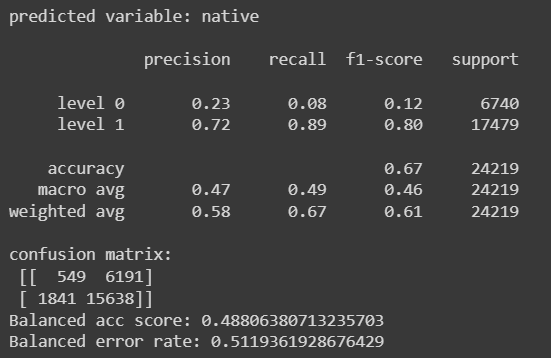 predicted variable: native
precision recall f1-score support
level 0 0.23 0.08 0.12 6740
level 1 0.72 0.89 0.80 17479
accuracy 0.67 24219
macro avg 0.47 0.49 0.46 24219
weighted avg 0.58 0.67 0.61 24219
confusion matrix:
[[ 549 6191]
[ 1841 15638]]
Balanced acc score: 0.48806380713235703
Balanced error rate: 0.5119361928676429